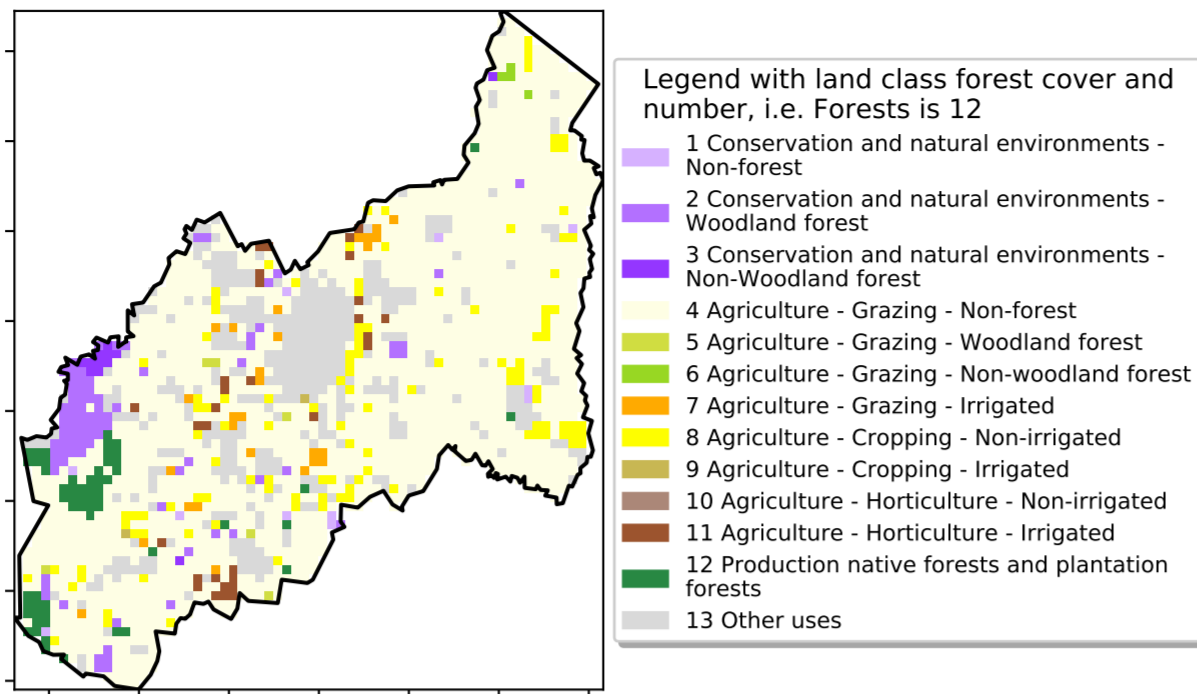 Legend with land class forest cover and
number, i.e. Forests is 12
1 Conservation and natural environments -
Non-forest
2 Conservation and natural environments -
Woodland forest
3 Conservation and natural environments -
Non-Woodland forest
4 Agriculture - Grazing - Non-forest
5 Agriculture - Grazing - Woodland forest
6 Agriculture - Grazing - Non-woodland forest
7 Agriculture - Grazing - Irrigated
8 Agriculture - Cropping - Non-irrigated
9 Agriculture - Cropping - Irrigated
10 Agriculture - Horticulture - Non-irrigated
11 Agriculture - Horticulture - Irrigated
12 Production native forests and plantation
forests
13 Other uses